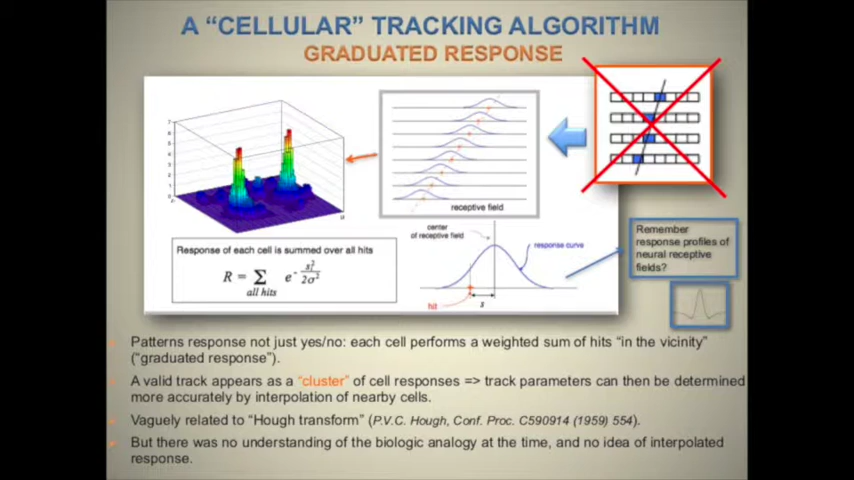 A “CELLULAR” TRACKING ALGORITHM
GRADUATED RESPONSE
receptive field
center
of receptive field
response curve
hit
Response of each cell is summed over all hits
R = Σ e^{-x_i^2/2σ^2}
all hits
Remember
response profiles of
neural receptive
fields?
Patterns response not just yes/no: each cell performs a weighted sum of hits “in the vicinity”
(“graduated response”).
A valid track appears as a “cluster” of cell responses => track parameters can then be determined
more accurately by interpolation of nearby cells.
Vaguely related to “Hough transform” (P.V.C. Hough, Conf. Proc. C590914 (1959) 554).
But there was no understanding of the biologic analogy at the time, and no idea of interpolated
response.